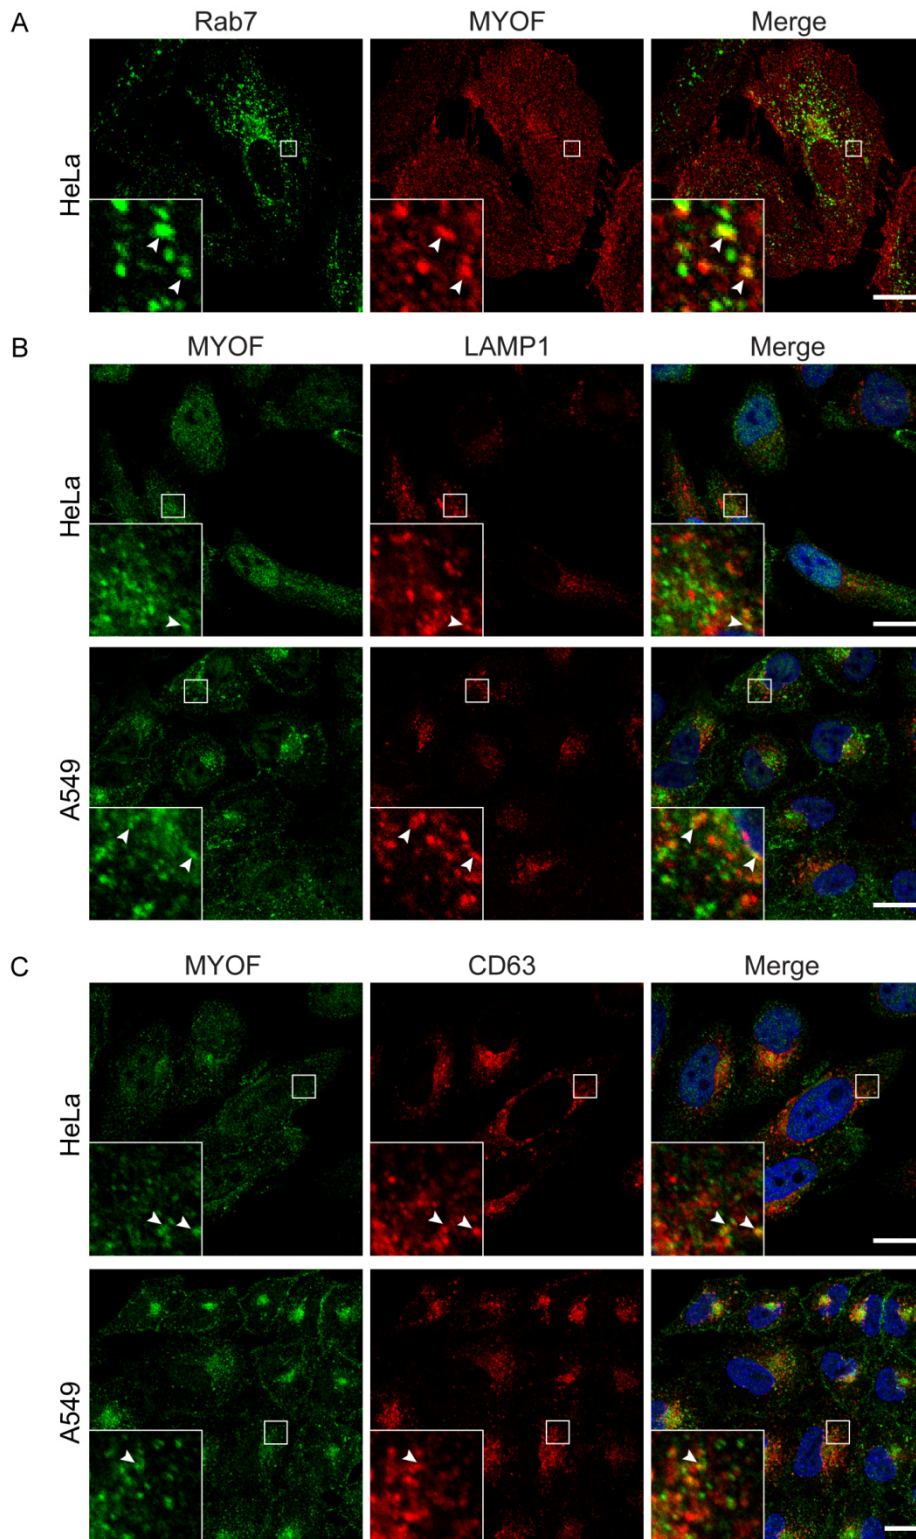 A
Rab7 MYOF Merge
HeLa
B
MYOF LAMP1 Merge
HeLa
A549
C
MYOF CD63 Merge
HeLa
A549